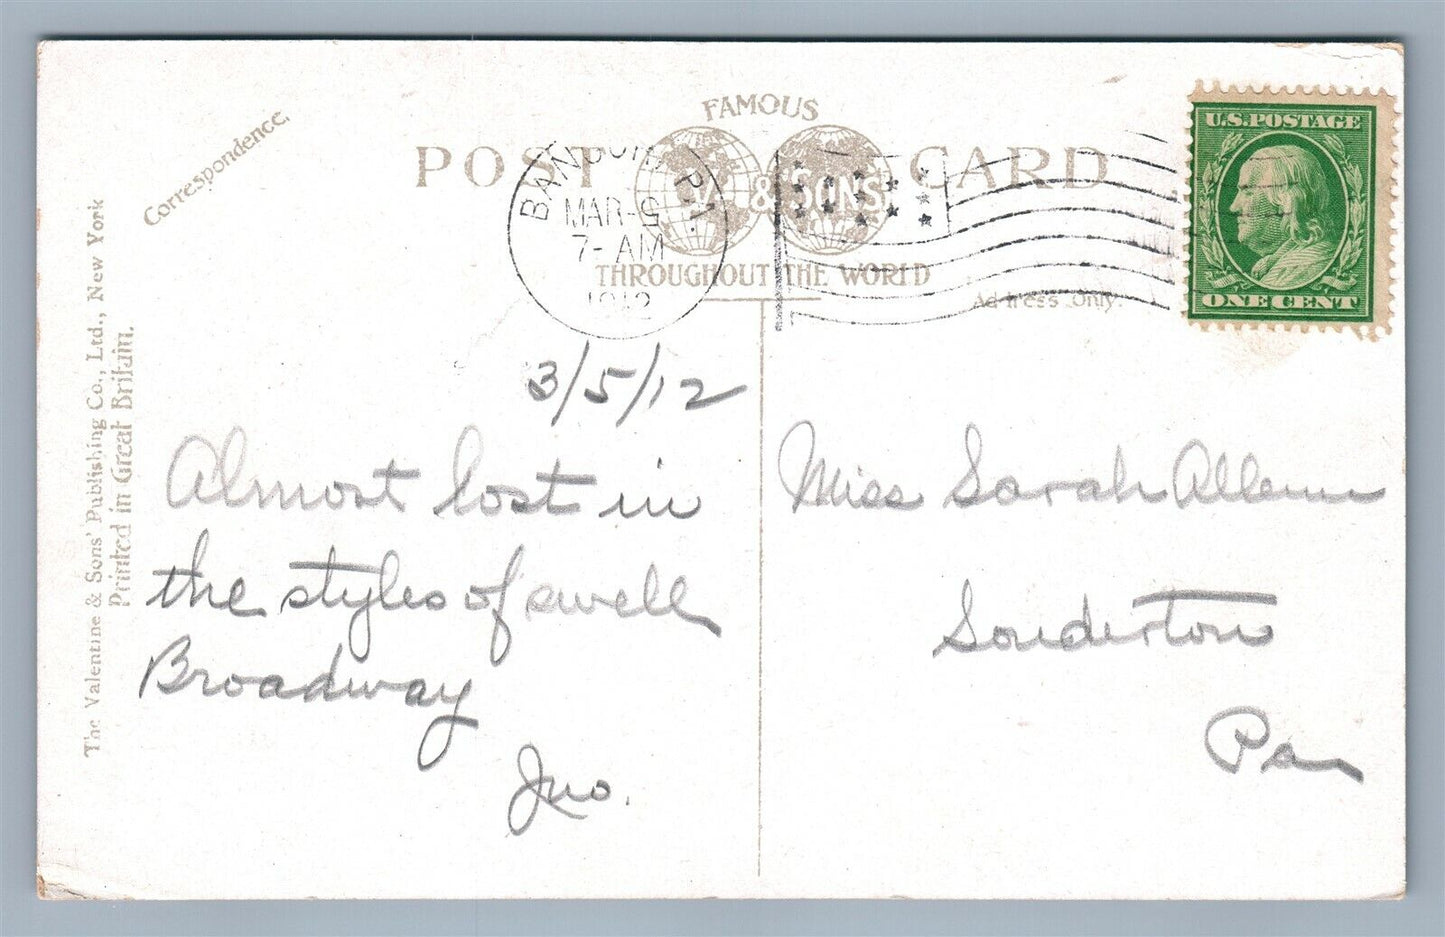 Correspondence.
FAMOUS
POST CARD
V. & SONS
THROUGHOUT THE WORLD
Address Only.
BANGOR PA.
MAR-9
7-AM
1912
U.S. POSTAGE
ONE CENT
The Valentine & Sons' Publishing Co., Ltd., New York
Printed in Great Britain.
3/5/12
Almost lost in
the styles of swell
Broadway
Jno.
Miss Sarah
Souderton
Pa